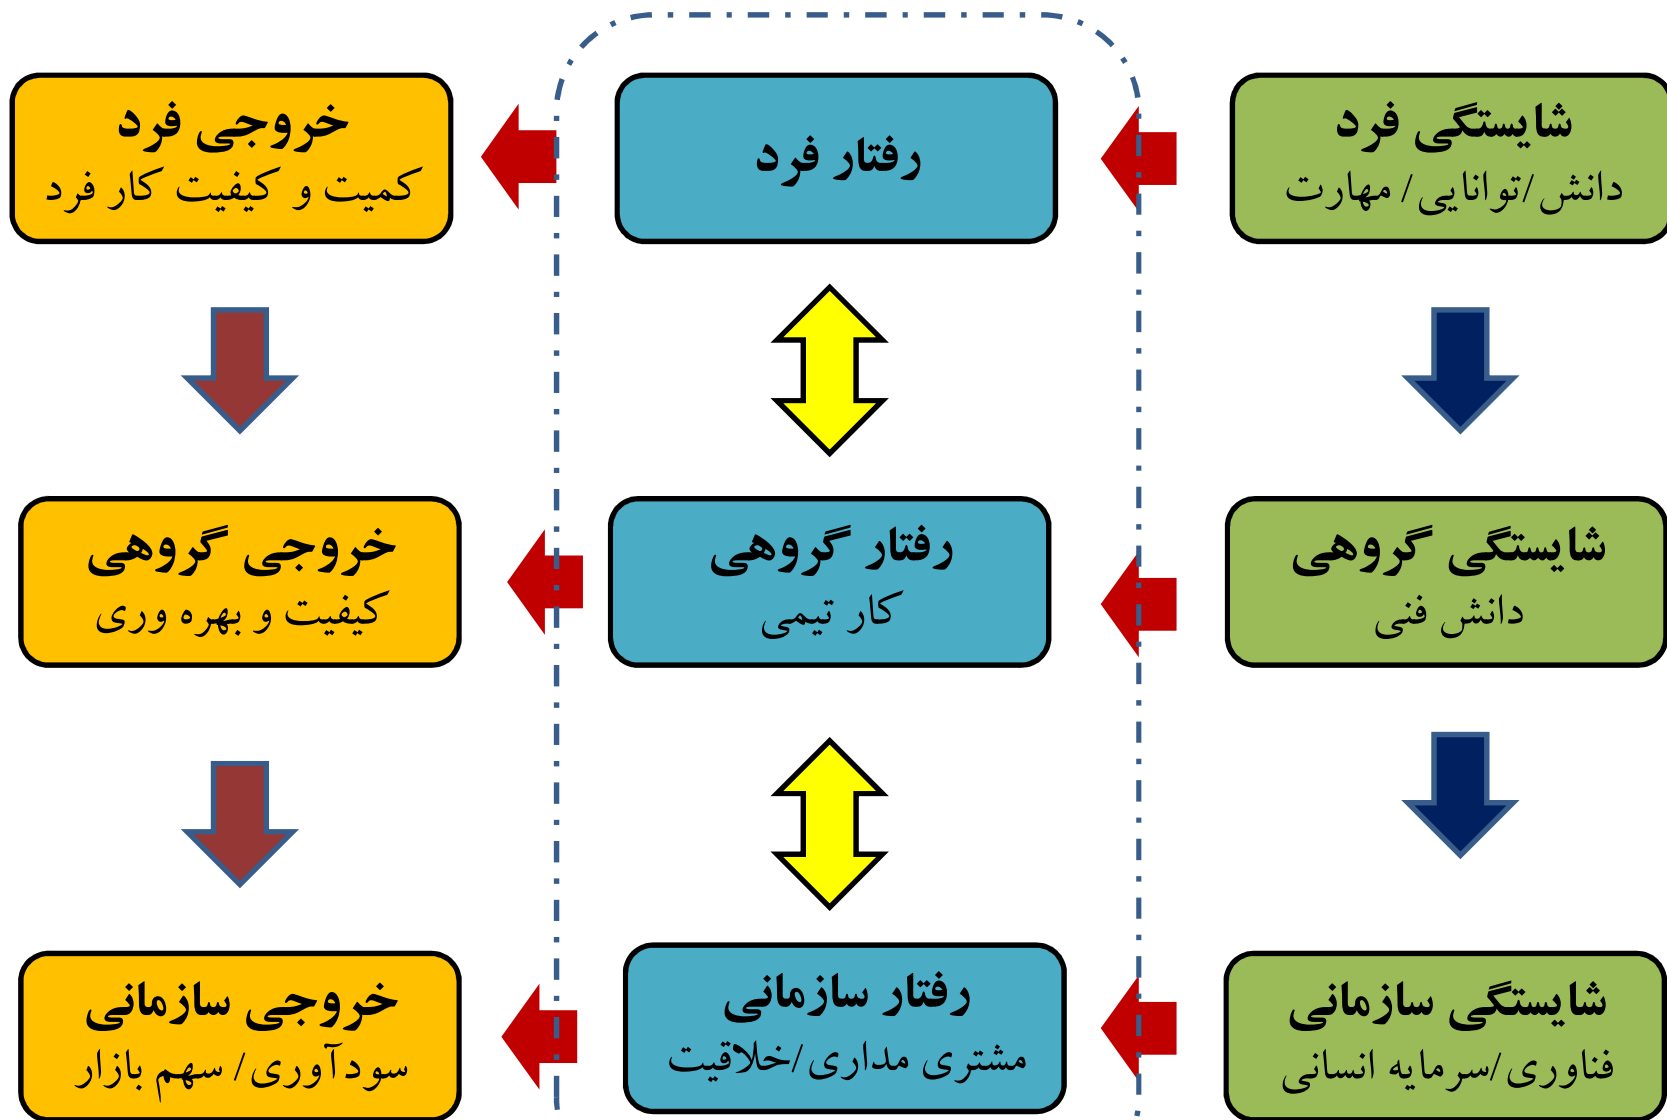 شایستگی فرد
دانش/توانایی/ مهارت
رفتار فرد
خروجی فرد
کمیت و کیفیت کار فرد
شایستگی گروهی
دانش فنی
رفتار گروهی
کار تیمی
خروجی گروهی
کیفیت و بهره وری
شایستگی سازمانی
فناوری/سرمایه انسانی
رفتار سازمانی
مشتری مداری/خلاقیت
خروجی سازمانی
سودآوری/ سهم بازار